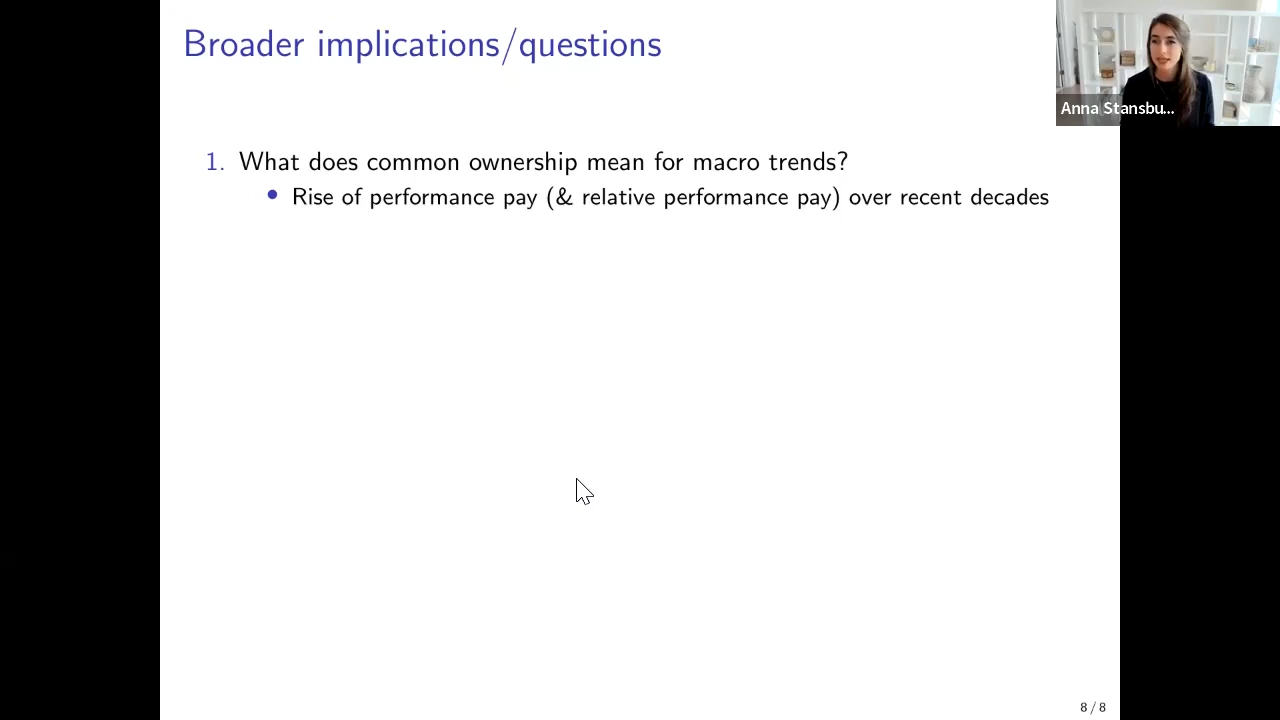 Broader implications/questions
Anna Stansbu...
1. What does common ownership mean for macro trends?
• Rise of performance pay (& relative performance pay) over recent decades
8 / 8